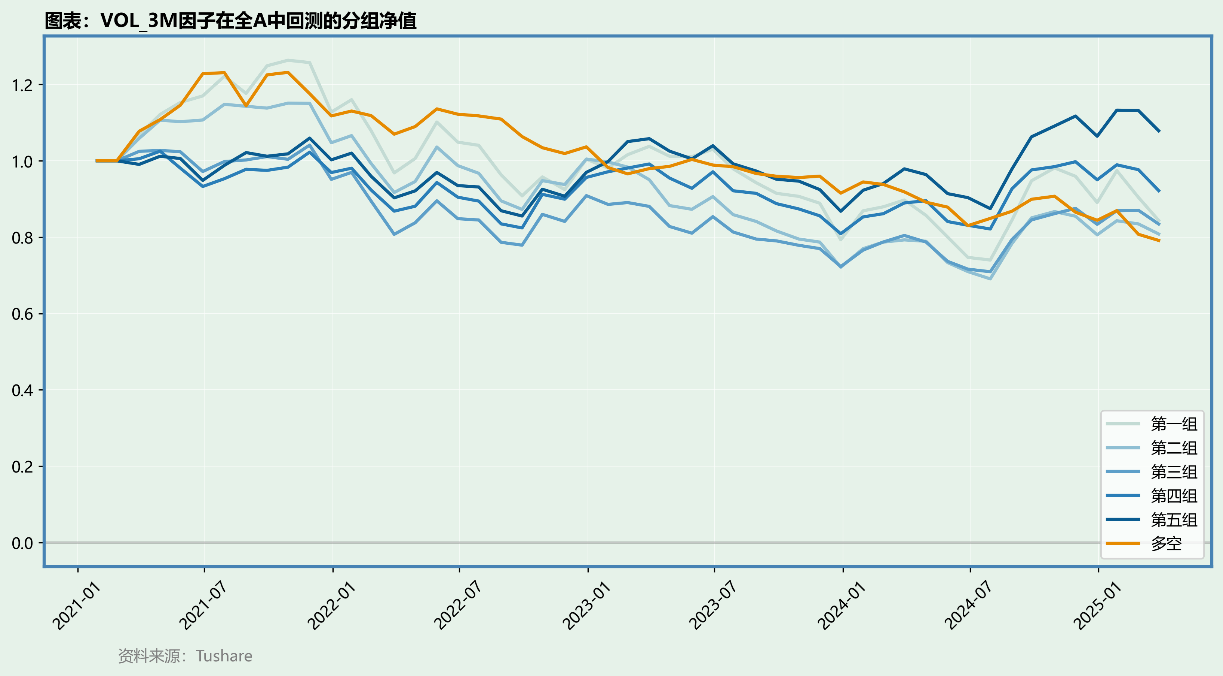 图表：VOL_3M因子在全A中回测的分组净值
1.2
1.0
0.8
0.6
0.4
0.2
0.0
第一组
第二组
第三组
第四组
第五组
多空
2021-01
2021-07
2022-01
2022-07
2023-01
2023-07
2024-01
2024-07
2025-01
资料来源：Tushare